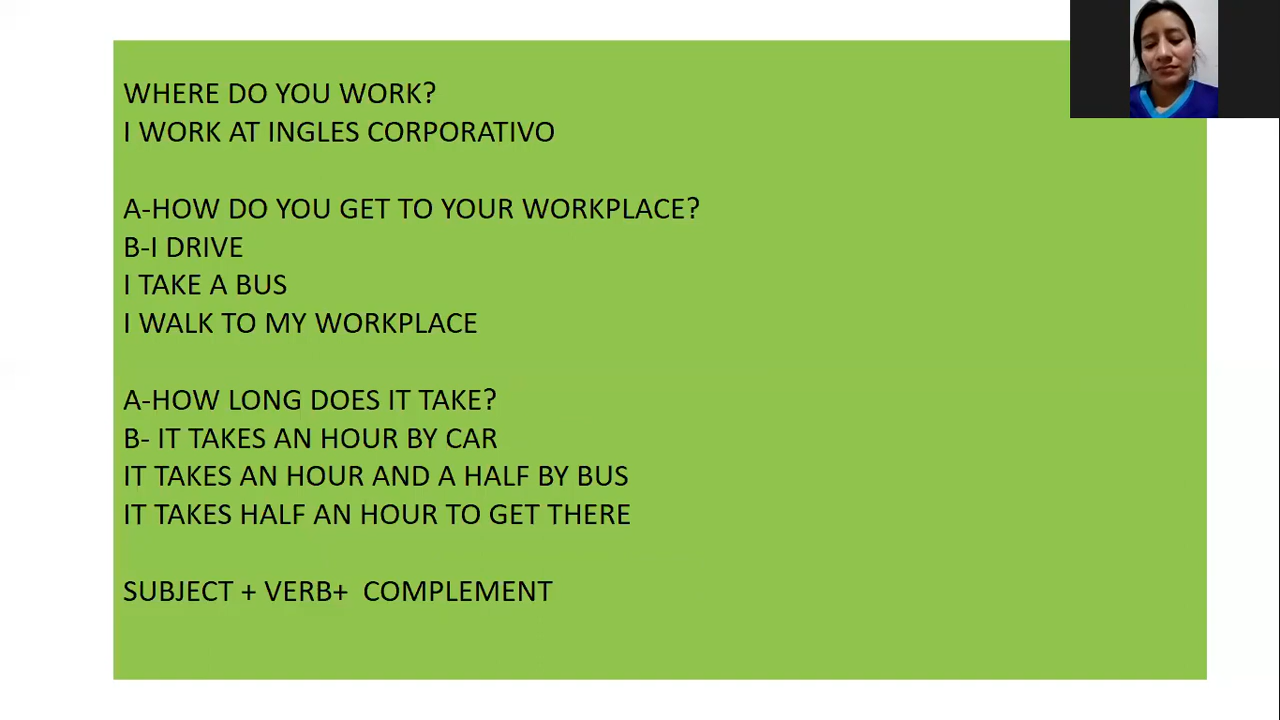 WHERE DO YOU WORK?
I WORK AT INGLES CORPORATIVO
A-HOW DO YOU GET TO YOUR WORKPLACE?
B-I DRIVE
I TAKE A BUS
I WALK TO MY WORKPLACE
A-HOW LONG DOES IT TAKE?
B- IT TAKES AN HOUR BY CAR
IT TAKES AN HOUR AND A HALF BY BUS
IT TAKES HALF AN HOUR TO GET THERE
SUBJECT + VERB+  COMPLEMENT